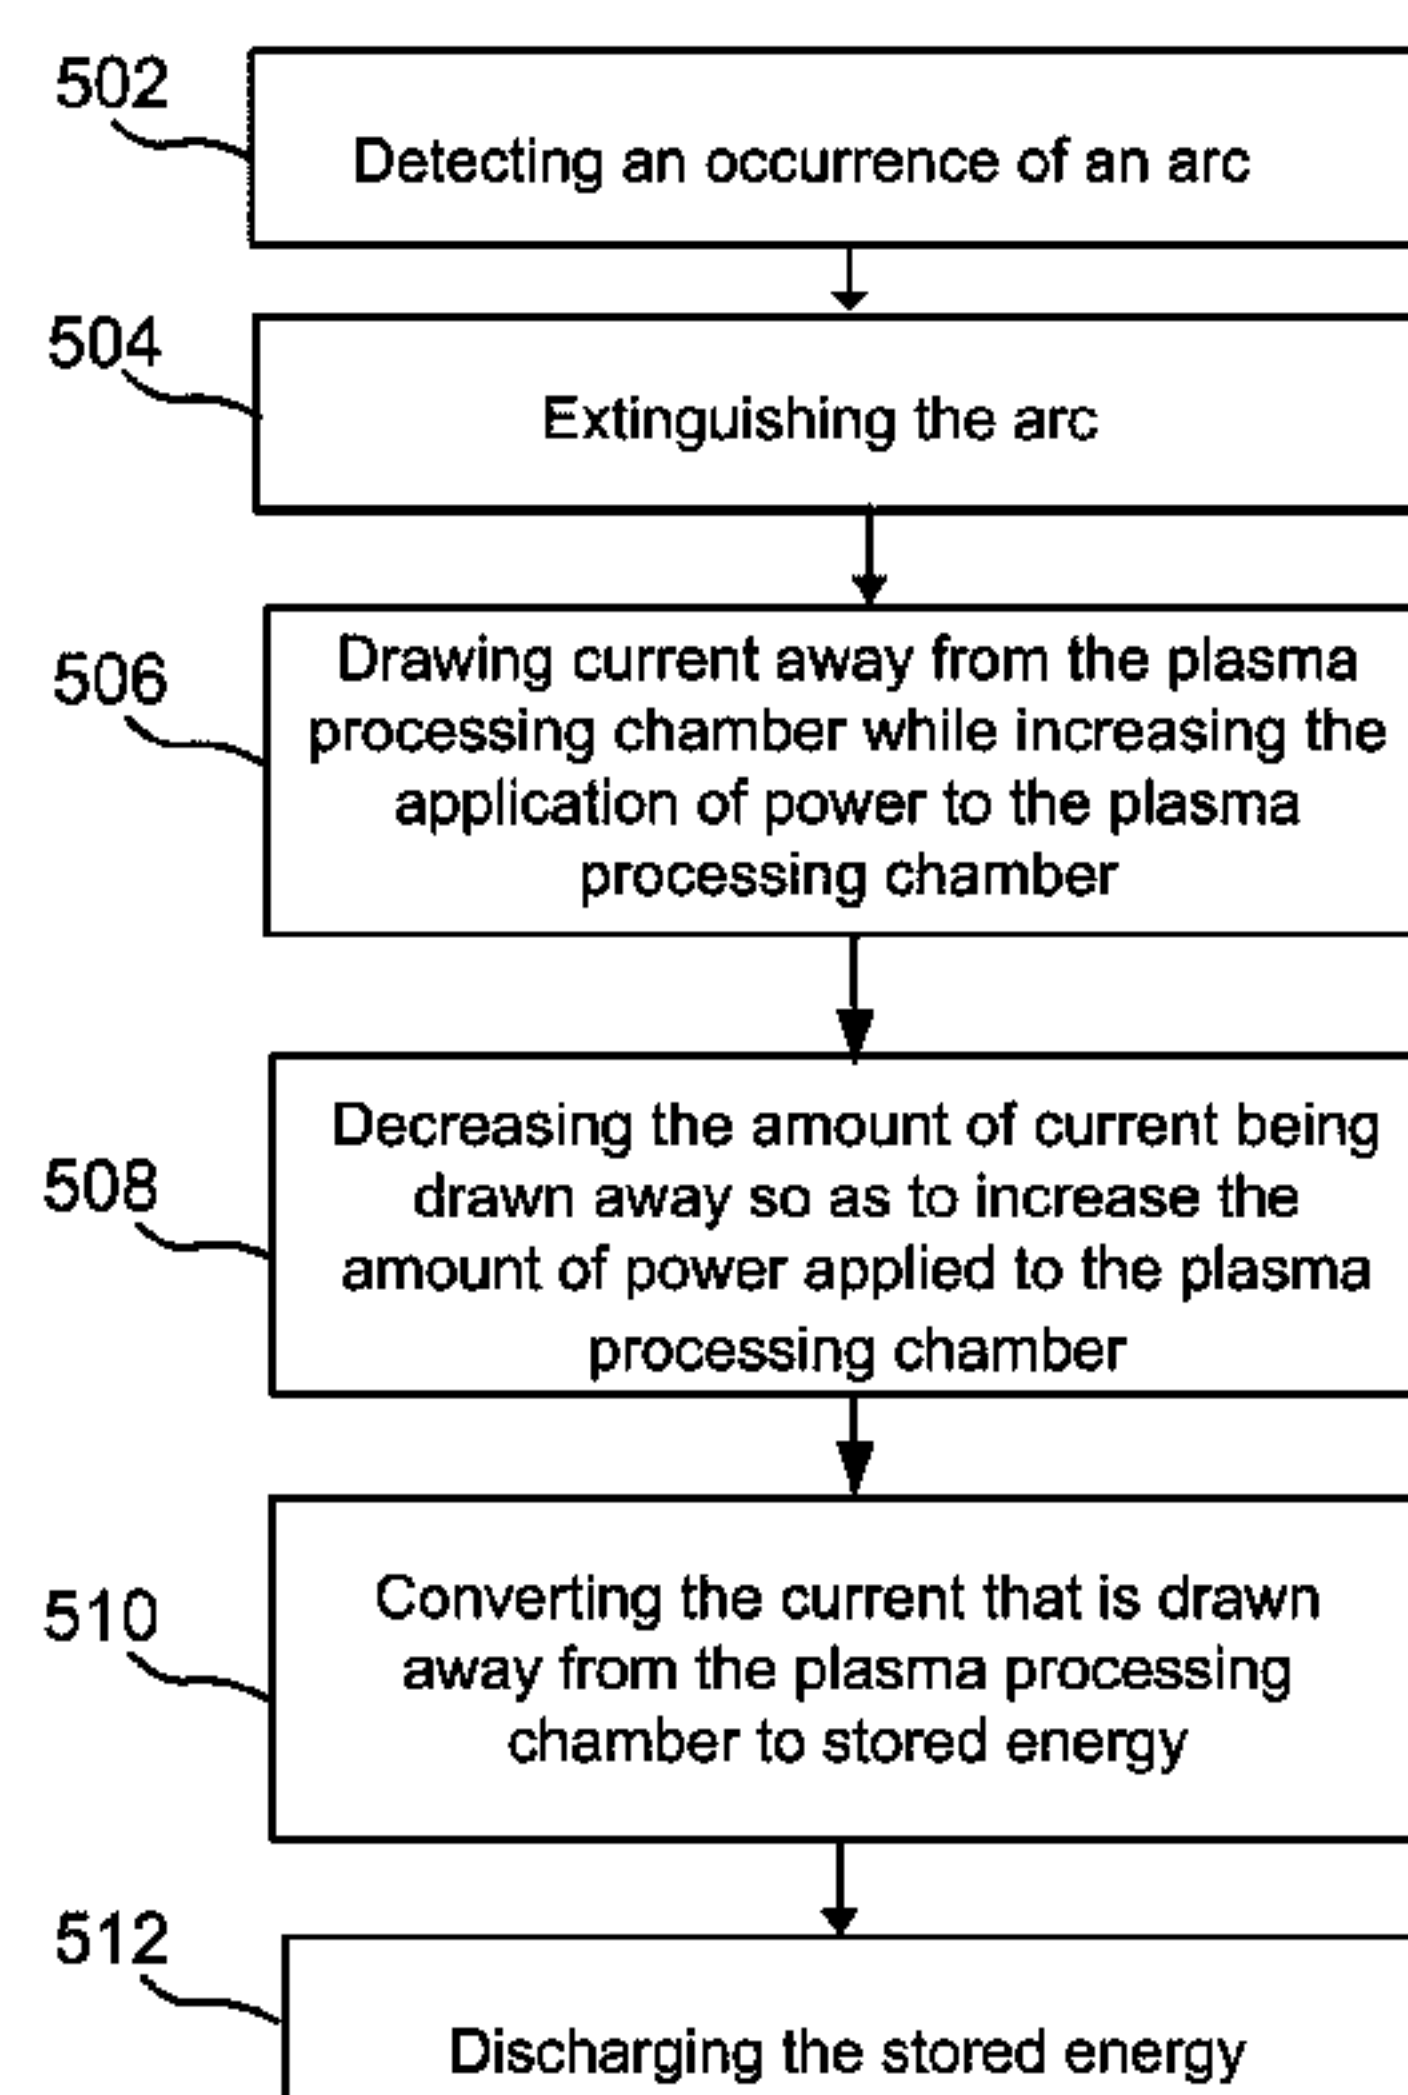 502
Detecting an occurrence of an arc
504
Extinguishing the arc
506
Drawing current away from the plasma
processing chamber while increasing the
application of power to the plasma
processing chamber
508
Decreasing the amount of current being
drawn away so as to increase the
amount of power applied to the plasma
processing chamber
510
Converting the current that is drawn
away from the plasma processing
chamber to stored energy
512
Discharging the stored energy